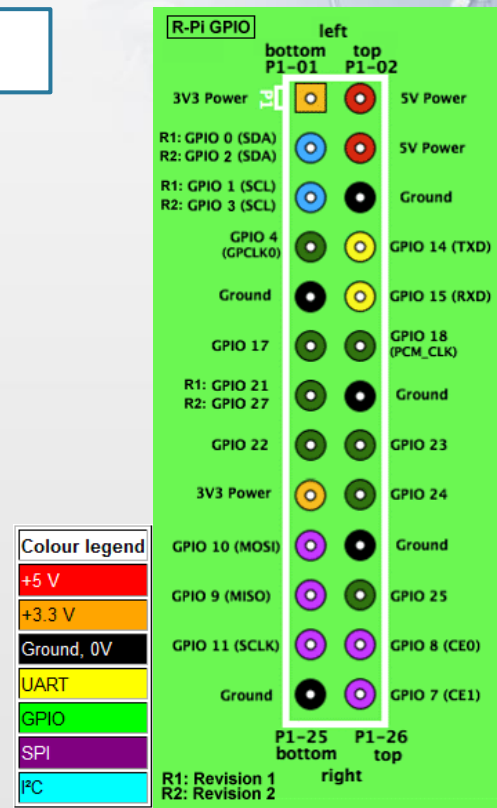 R-Pi GPIO
left
bottom top
P1-01 P1-02
P1
3V3 Power 5V Power
R1: GPIO 0 (SDA)
R2: GPIO 2 (SDA)
5V Power
R1: GPIO 1 (SCL)
R2: GPIO 3 (SCL)
Ground
GPIO 4
(GPCLK0)
GPIO 14 (TXD)
Ground GPIO 15 (RXD)
GPIO 17
GPIO 18
(PCM_CLK)
R1: GPIO 21
R2: GPIO 27
Ground
GPIO 22 GPIO 23
3V3 Power GPIO 24
GPIO 10 (MOSI) Ground
GPIO 9 (MISO) GPIO 25
GPIO 11 (SCLK) GPIO 8 (CE0)
Ground GPIO 7 (CE1)
P1-25 P1-26
bottom top
right
R1: Revision 1
R2: Revision 2
Colour legend
+5 V
+3.3 V
Ground, 0V
UART
GPIO
SPI
I²C